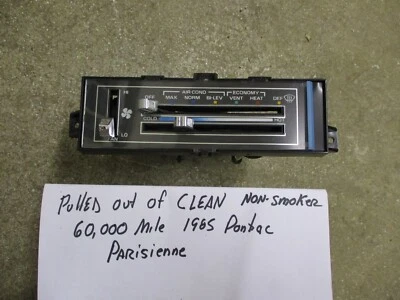 HI
AIR COND
ECONOMY
OFF MAX NORM BI-LEV VENT HEAT DEF
COLD HOT
LO
PULLED out of CLEAN NON-SMOKER
60,000 Mile 1985 Pontiac
PARISIENNE